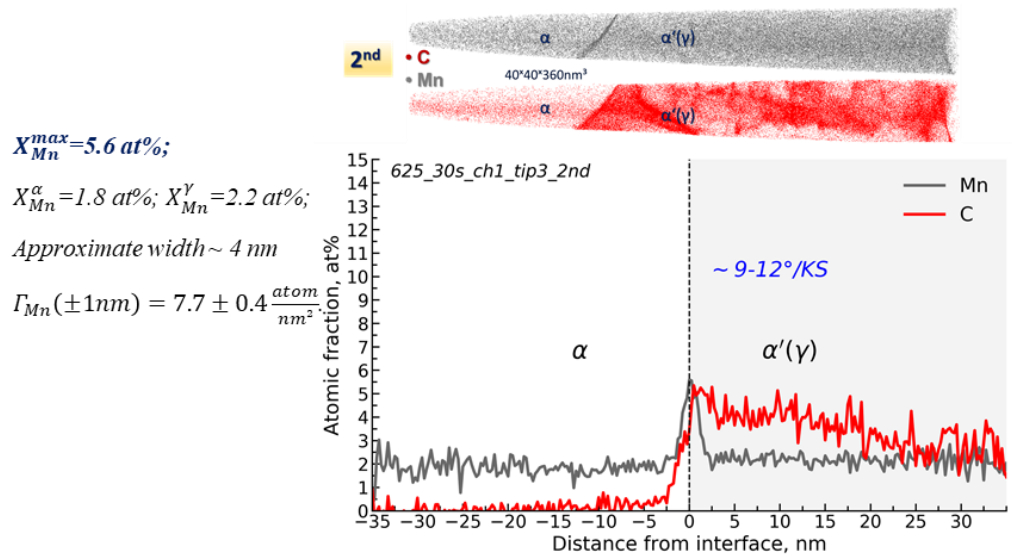 2nd
• C
• Mn
α α'(γ)
40*40*360nm³
α α'(γ)
X_Mn^max=5.6 at%;
X_Mn^α=1.8 at%; X_Mn^γ=2.2 at%;
Approximate width~ 4 nm
Γ_Mn(±1nm) = 7.7 ± 0.4 atom/nm².
625_30s_ch1_tip3_2nd
Mn
C
~ 9-12°/KS
α α'(γ)
Atomic fraction, at%
15
14
13
12
11
10
9
8
7
6
5
4
3
2
1
0
−35 −30 −25 −20 −15 −10 −5 0 5 10 15 20 25 30
Distance from interface, nm